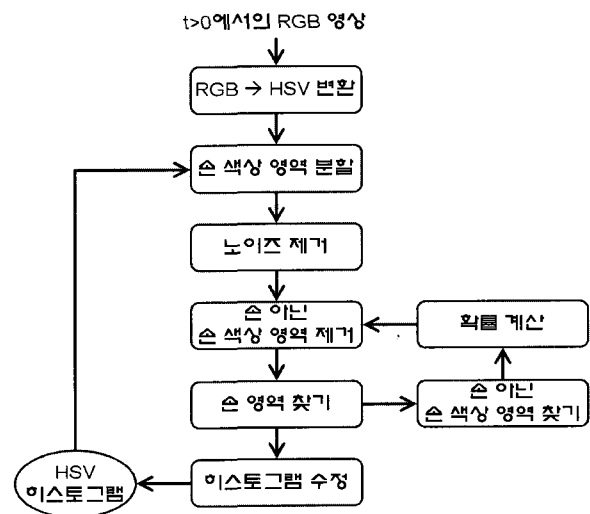 t>0에서의 RGB 영상
RGB → HSV 변환
손 색상 영역 분할
노이즈 제거
손 아닌
손 색상 영역 제거
확률 계산
손 영역 찾기
손 아닌
손 색상 영역 찾기
HSV
히스토그램
히스토그램 수정